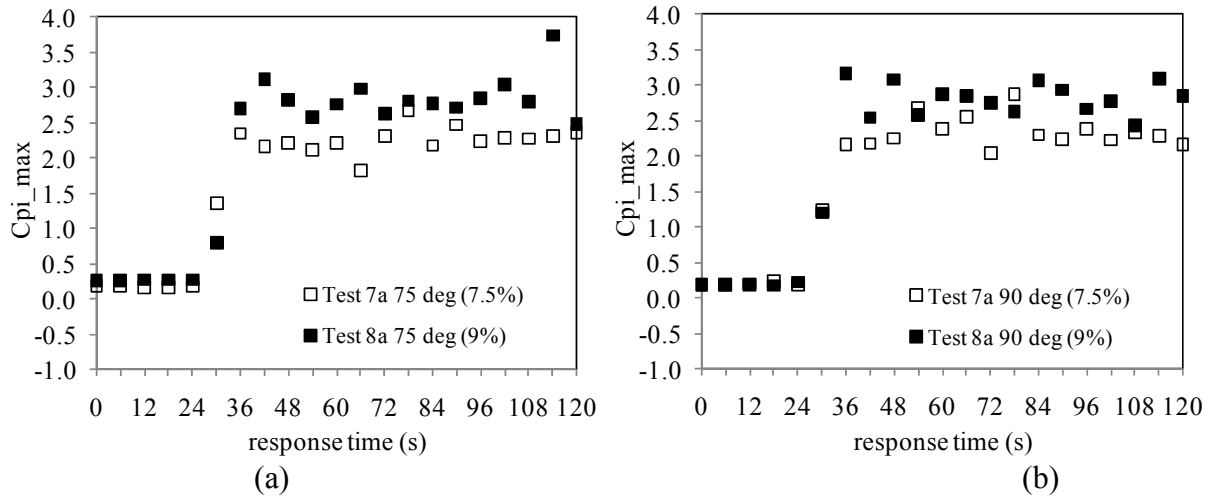 4.0
3.5
3.0
2.5
2.0
1.5
1.0
0.5
0.0
-0.5
-1.0
Cpi_max
□ Test 7a 75 deg (7.5%)
■ Test 8a 75 deg (9%)
0 12 24 36 48 60 72 84 96 108 120
response time (s)
(a)
4.0
3.5
3.0
2.5
2.0
1.5
1.0
0.5
0.0
-0.5
-1.0
Cpi_max
□ Test 7a 90 deg (7.5%)
■ Test 8a 90 deg (9%)
0 12 24 36 48 60 72 84 96 108 120
response time (s)
(b)